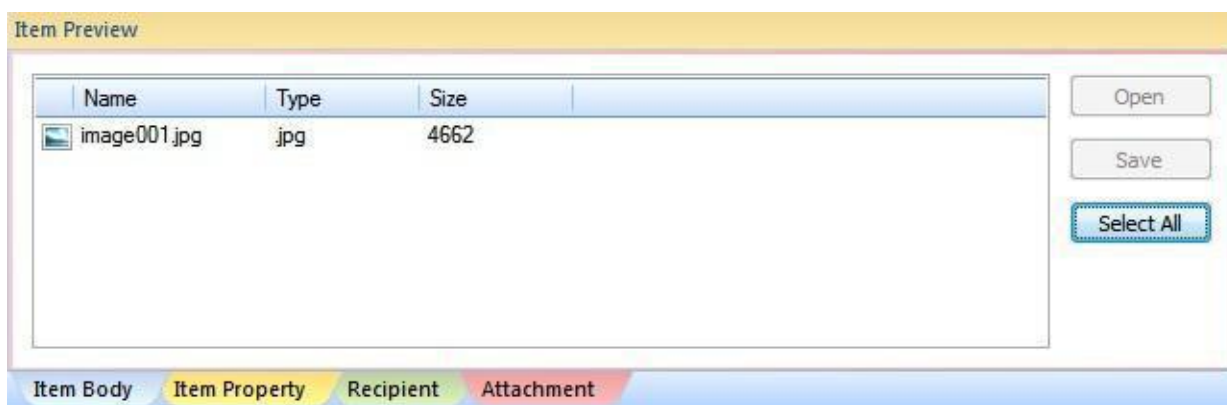 Item Preview
Name Type Size
image001.jpg .jpg 4662
Open
Save
Select All
Item Body Item Property Recipient Attachment